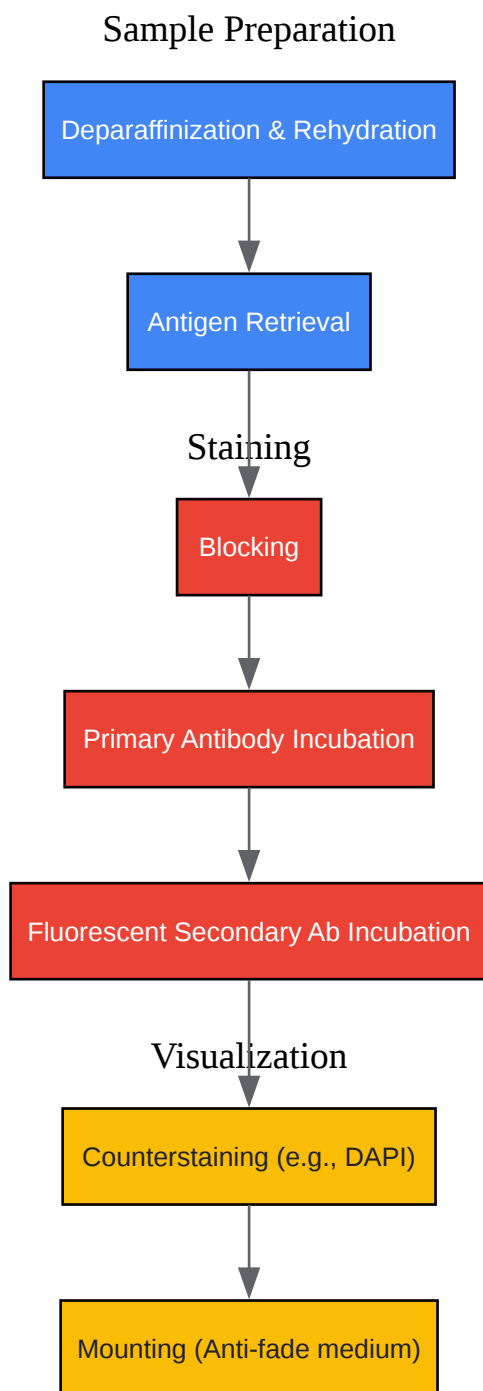 Sample Preparation
Deparaffinization & Rehydration
Antigen Retrieval
Staining
Blocking
Primary Antibody Incubation
Fluorescent Secondary Ab Incubation
Visualization
Counterstaining (e.g., DAPI)
Mounting (Anti-fade medium)